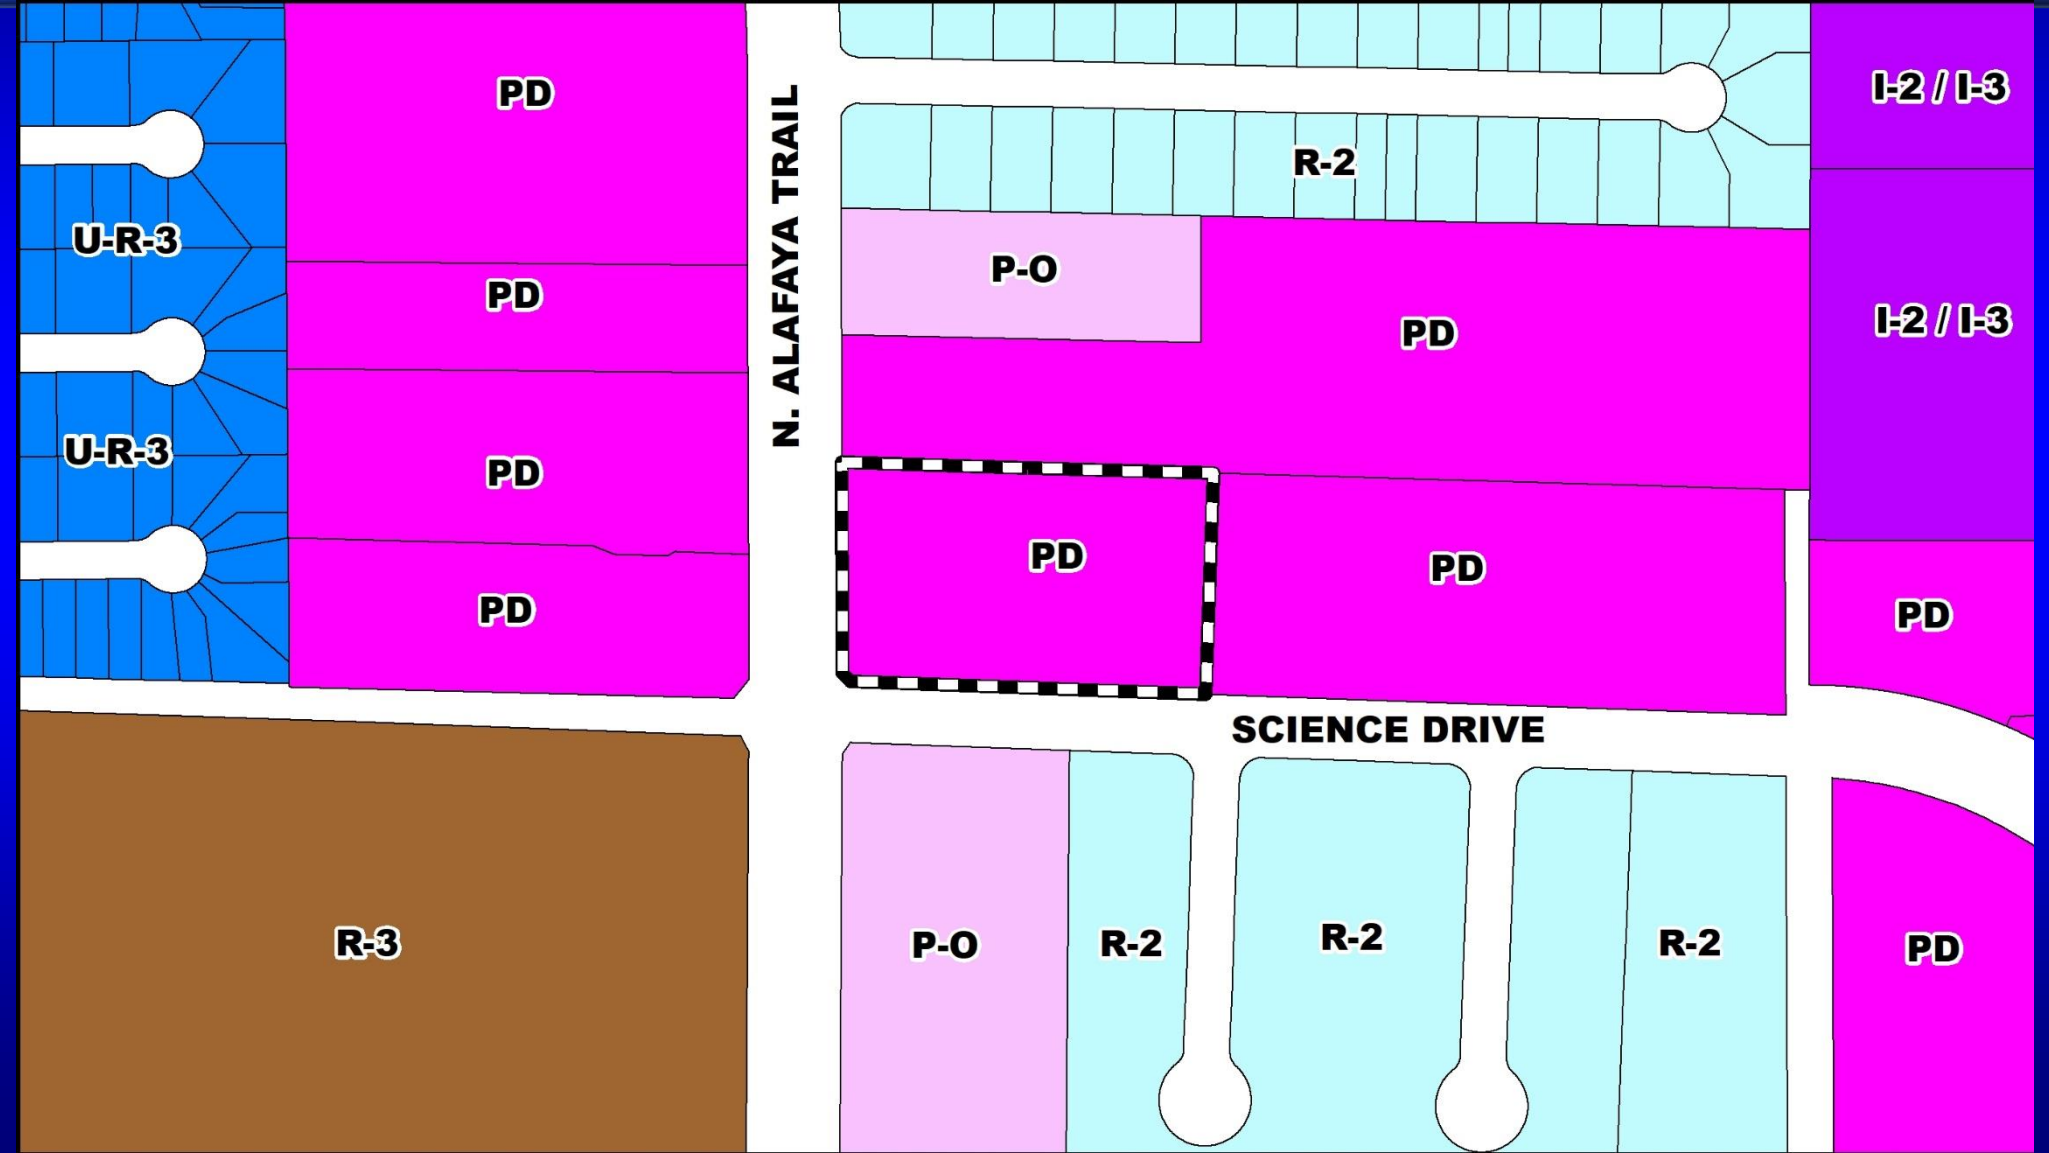 PD
I-2 / I-3
N. ALAFAYA TRAIL
R-2
U-R-3
P-O
PD
PD
I-2 / I-3
U-R-3
PD
PD
PD
PD
PD
SCIENCE DRIVE
R-3
P-O
R-2
R-2
R-2
PD